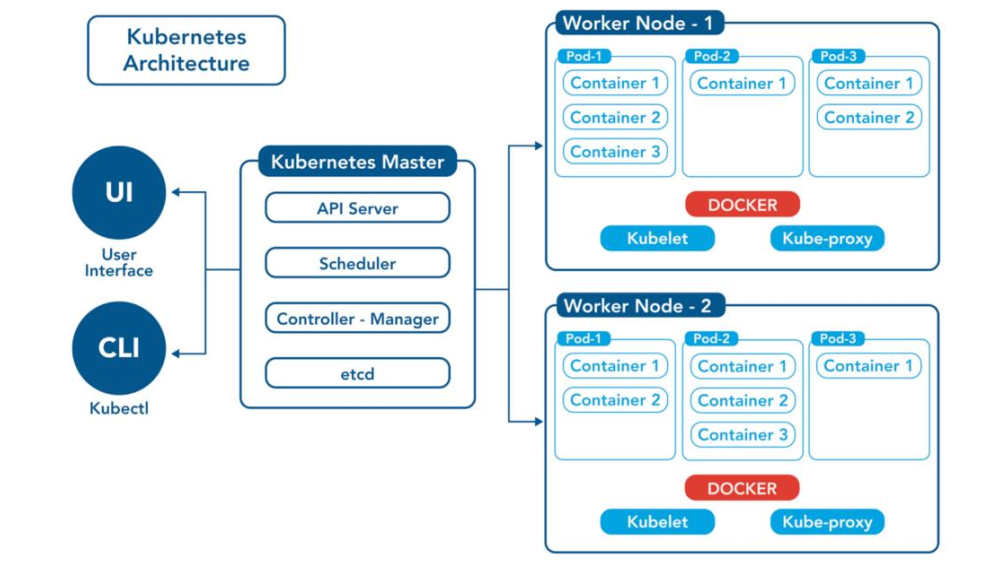 Kubernetes
Architecture
UI
User
Interface
CLI
Kubectl
Kubernetes Master
API Server
Scheduler
Controller - Manager
etcd
Worker Node - 1
Pod-1
Container 1
Container 2
Container 3
Pod-2
Container 1
Pod-3
Container 1
Container 2
DOCKER
Kubelet
Kube-proxy
Worker Node - 2
Pod-1
Container 1
Container 2
Pod-2
Container 1
Container 2
Container 3
Pod-3
Container 1
DOCKER
Kubelet
Kube-proxy